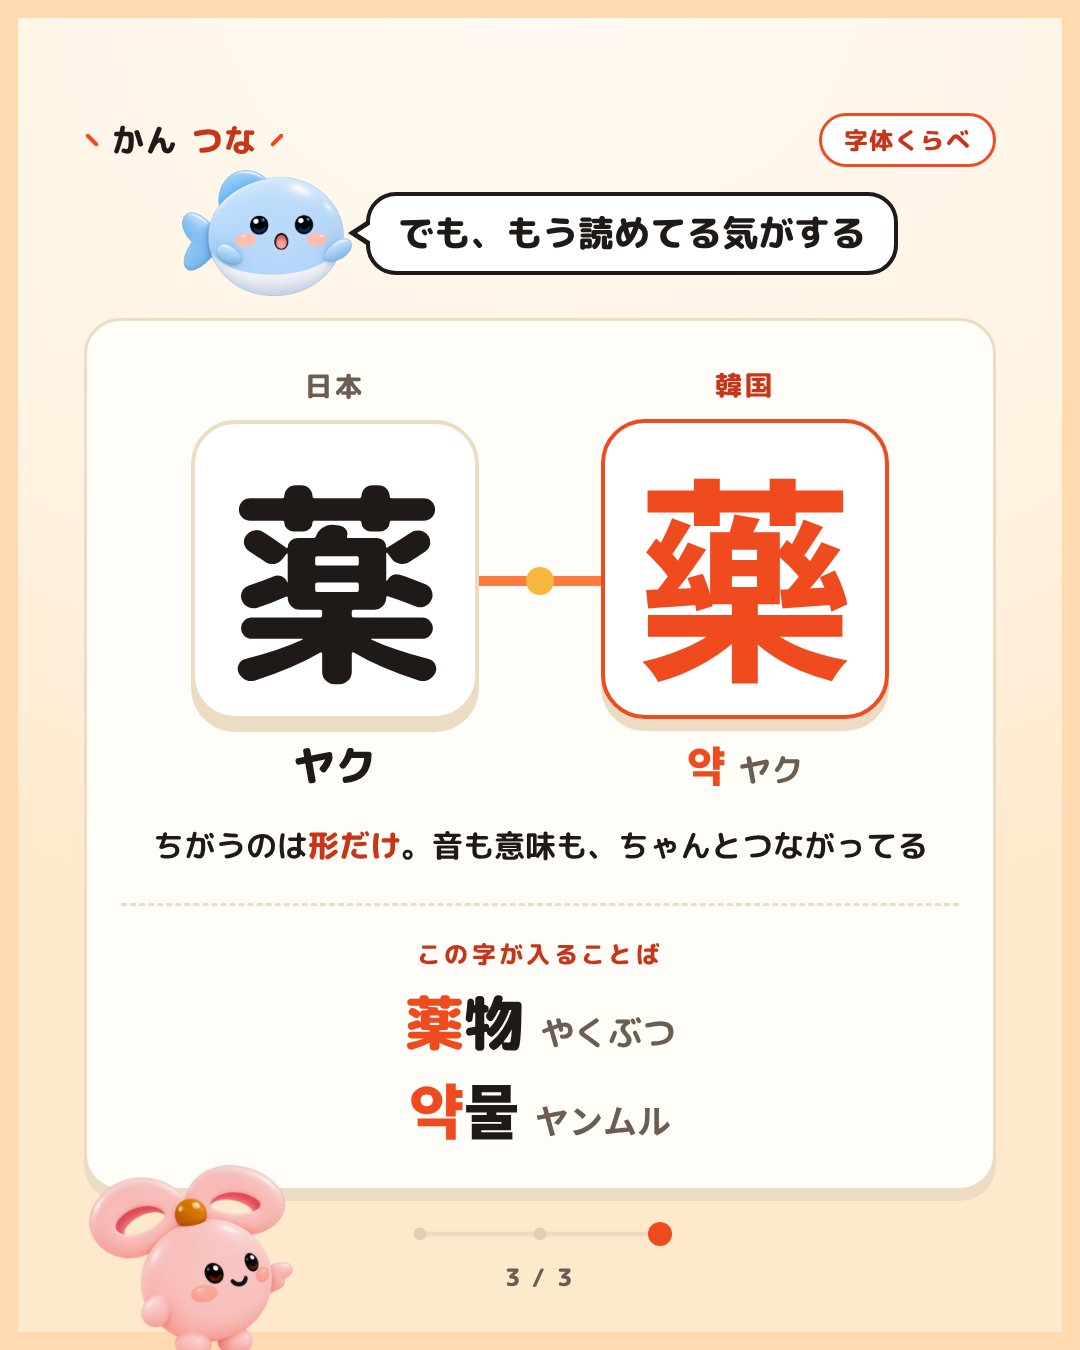 かん つな
字体くらべ
でも、もう読めてる気がする
日本
韓国
薬
藥
ヤク
약 ヤク
ちがうのは形だけ。音も意味も、ちゃんとつながってる
この字が入ることば
薬物 やくぶつ
약물 ヤンムル
3 / 3